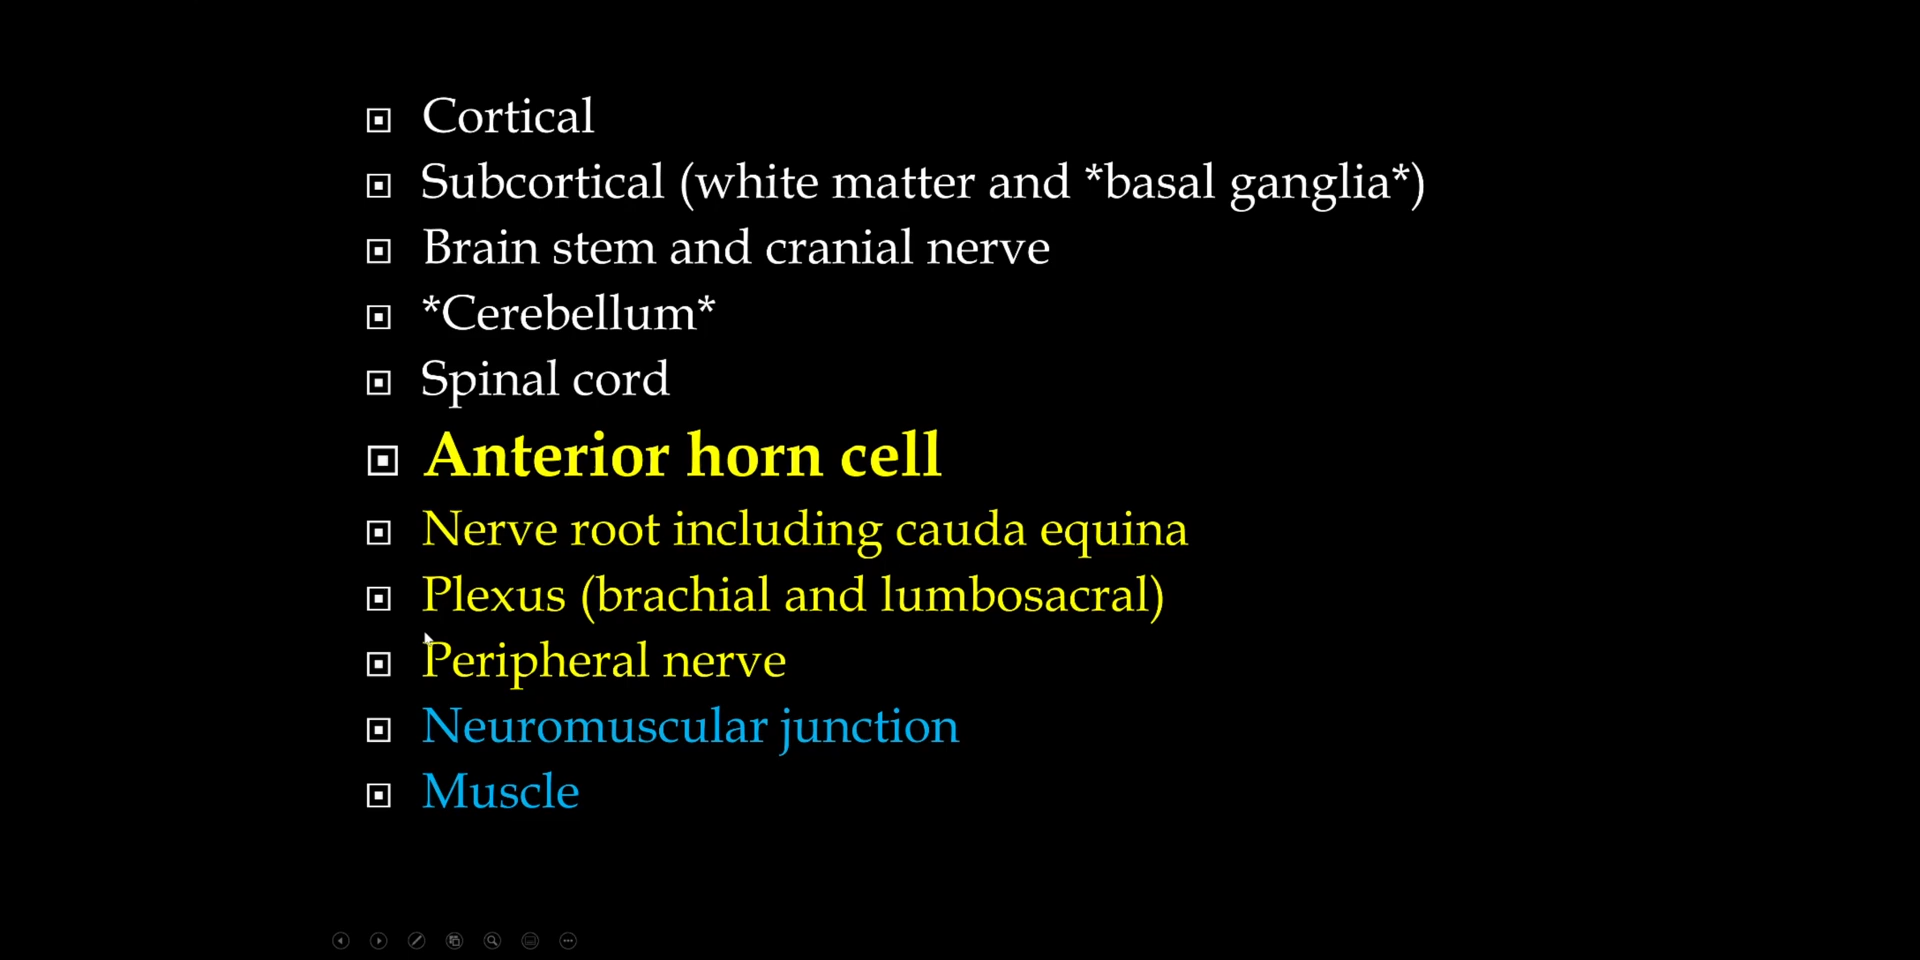 Cortical
Subcortical (white matter and *basal ganglia*)
Brain stem and cranial nerve
*Cerebellum*
Spinal cord
Anterior horn cell
Nerve root including cauda equina
Plexus (brachial and lumbosacral)
Peripheral nerve
Neuromuscular junction
Muscle